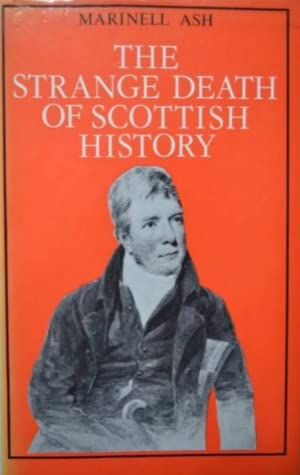 MARINELL ASH
THE
STRANGE DEATH
OF SCOTTISH
HISTORY